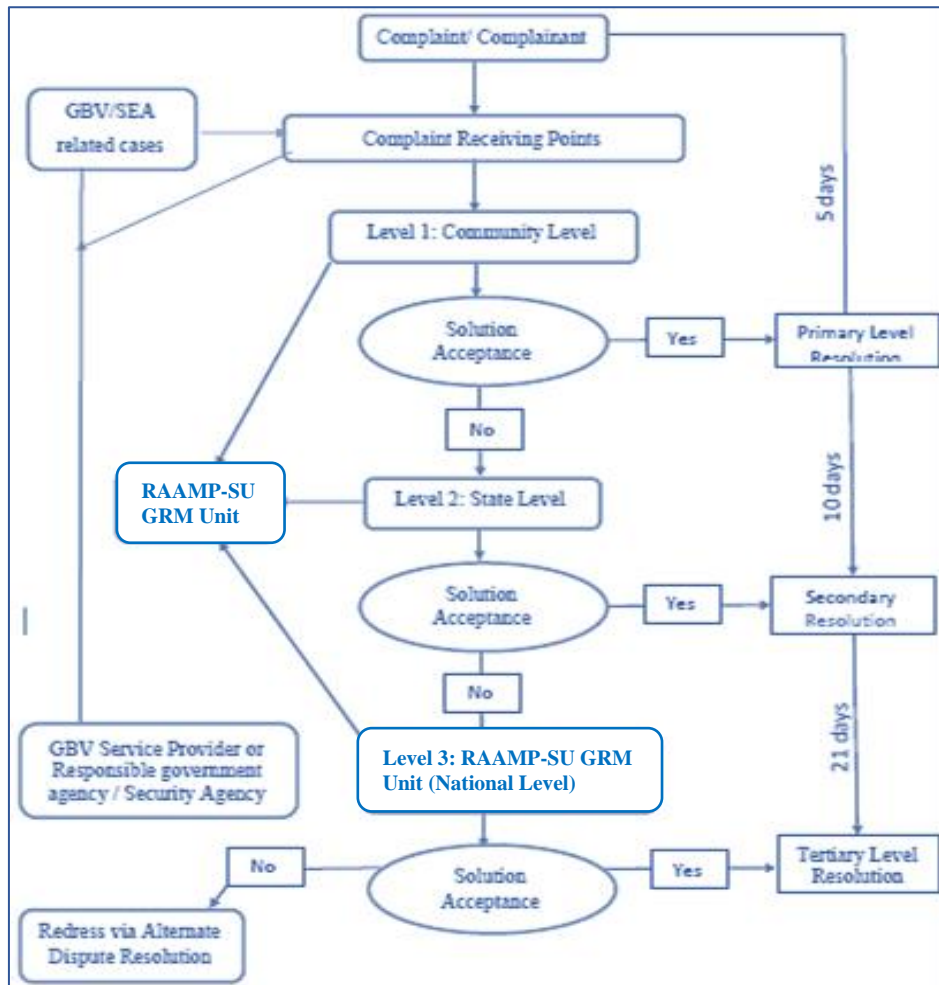 Complaint/ Complainant
GBV/SEA
related cases
Complaint Receiving Points
5 days
Level 1: Community Level
Solution
Acceptance
Yes
Primary Level
Resolution
No
RAAMP-SU
GRM Unit
Level 2: State Level
10 days
Solution
Acceptance
Yes
Secondary
Resolution
No
GBV Service Provider or
Responsible government
agency / Security Agency
Level 3: RAAMP-SU GRM
Unit (National Level)
21 days
No
Solution
Acceptance
Yes
Tertiary Level
Resolution
Redress via Alternate
Dispute Resolution